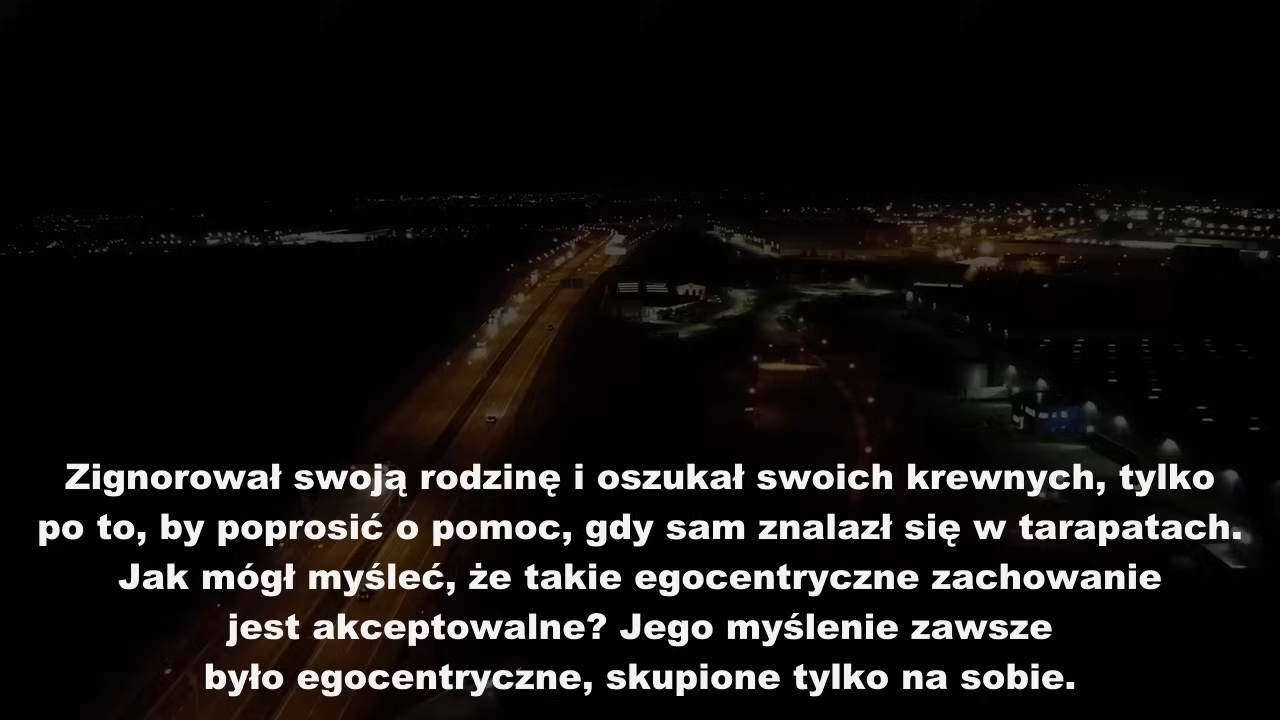 Zignorował swoją rodzinę i oszukał swoich krewnych, tylko
po to, by poprosić o pomoc, gdy sam znalazł się w tarapatach.
Jak mógł myśleć, że takie egocentryczne zachowanie
jest akceptowalne? Jego myślenie zawsze
było egocentryczne, skupione tylko na sobie.